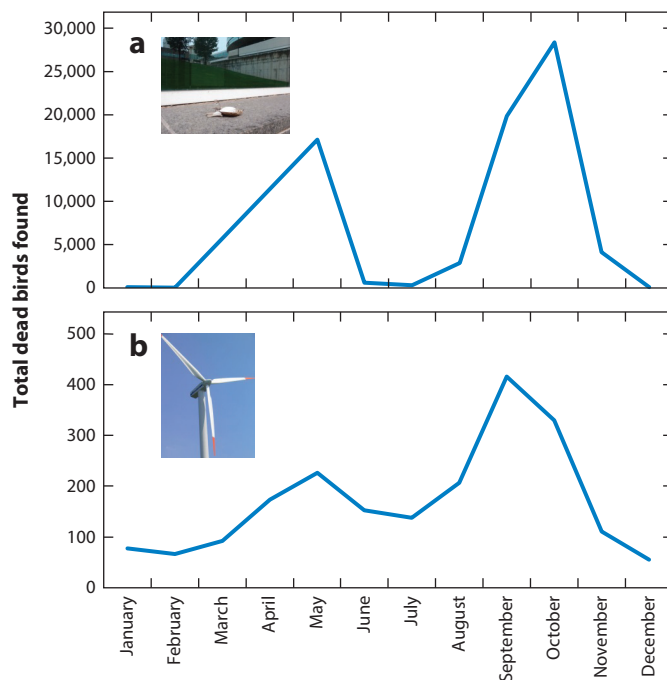 Total dead birds found
a
30,000
25,000
20,000
15,000
10,000
5,000
0
b
500
400
300
200
100
0
January
February
March
April
May
June
July
August
September
October
November
December